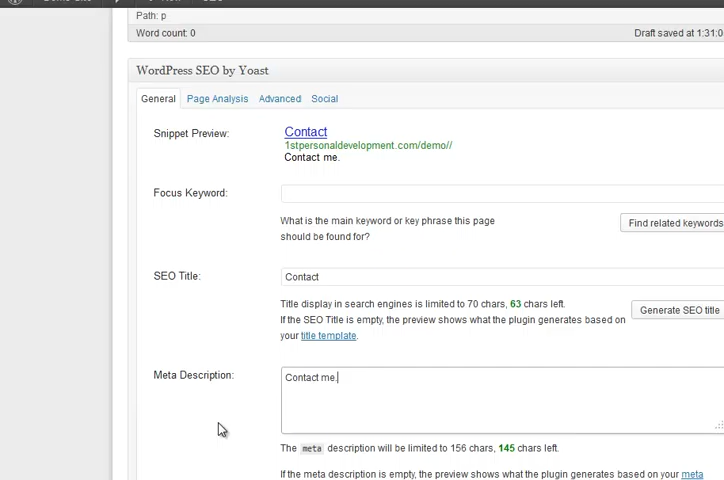 Path: p
Word count: 0 Draft saved at 1:31:0
WordPress SEO by Yoast
General Page Analysis Advanced Social
Snippet Preview: Contact
1stpersonaldevelopment.com/demo//
Contact me.
Focus Keyword:
What is the main keyword or key phrase this page Find related keywords
should be found for?
SEO Title: Contact
Title display in search engines is limited to 70 chars, 63 chars left. Generate SEO title
If the SEO Title is empty, the preview shows what the plugin generates based on
your title template.
Meta Description: Contact me.
The meta description will be limited to 156 chars, 145 chars left.
If the meta description is empty, the preview shows what the plugin generates based on your meta